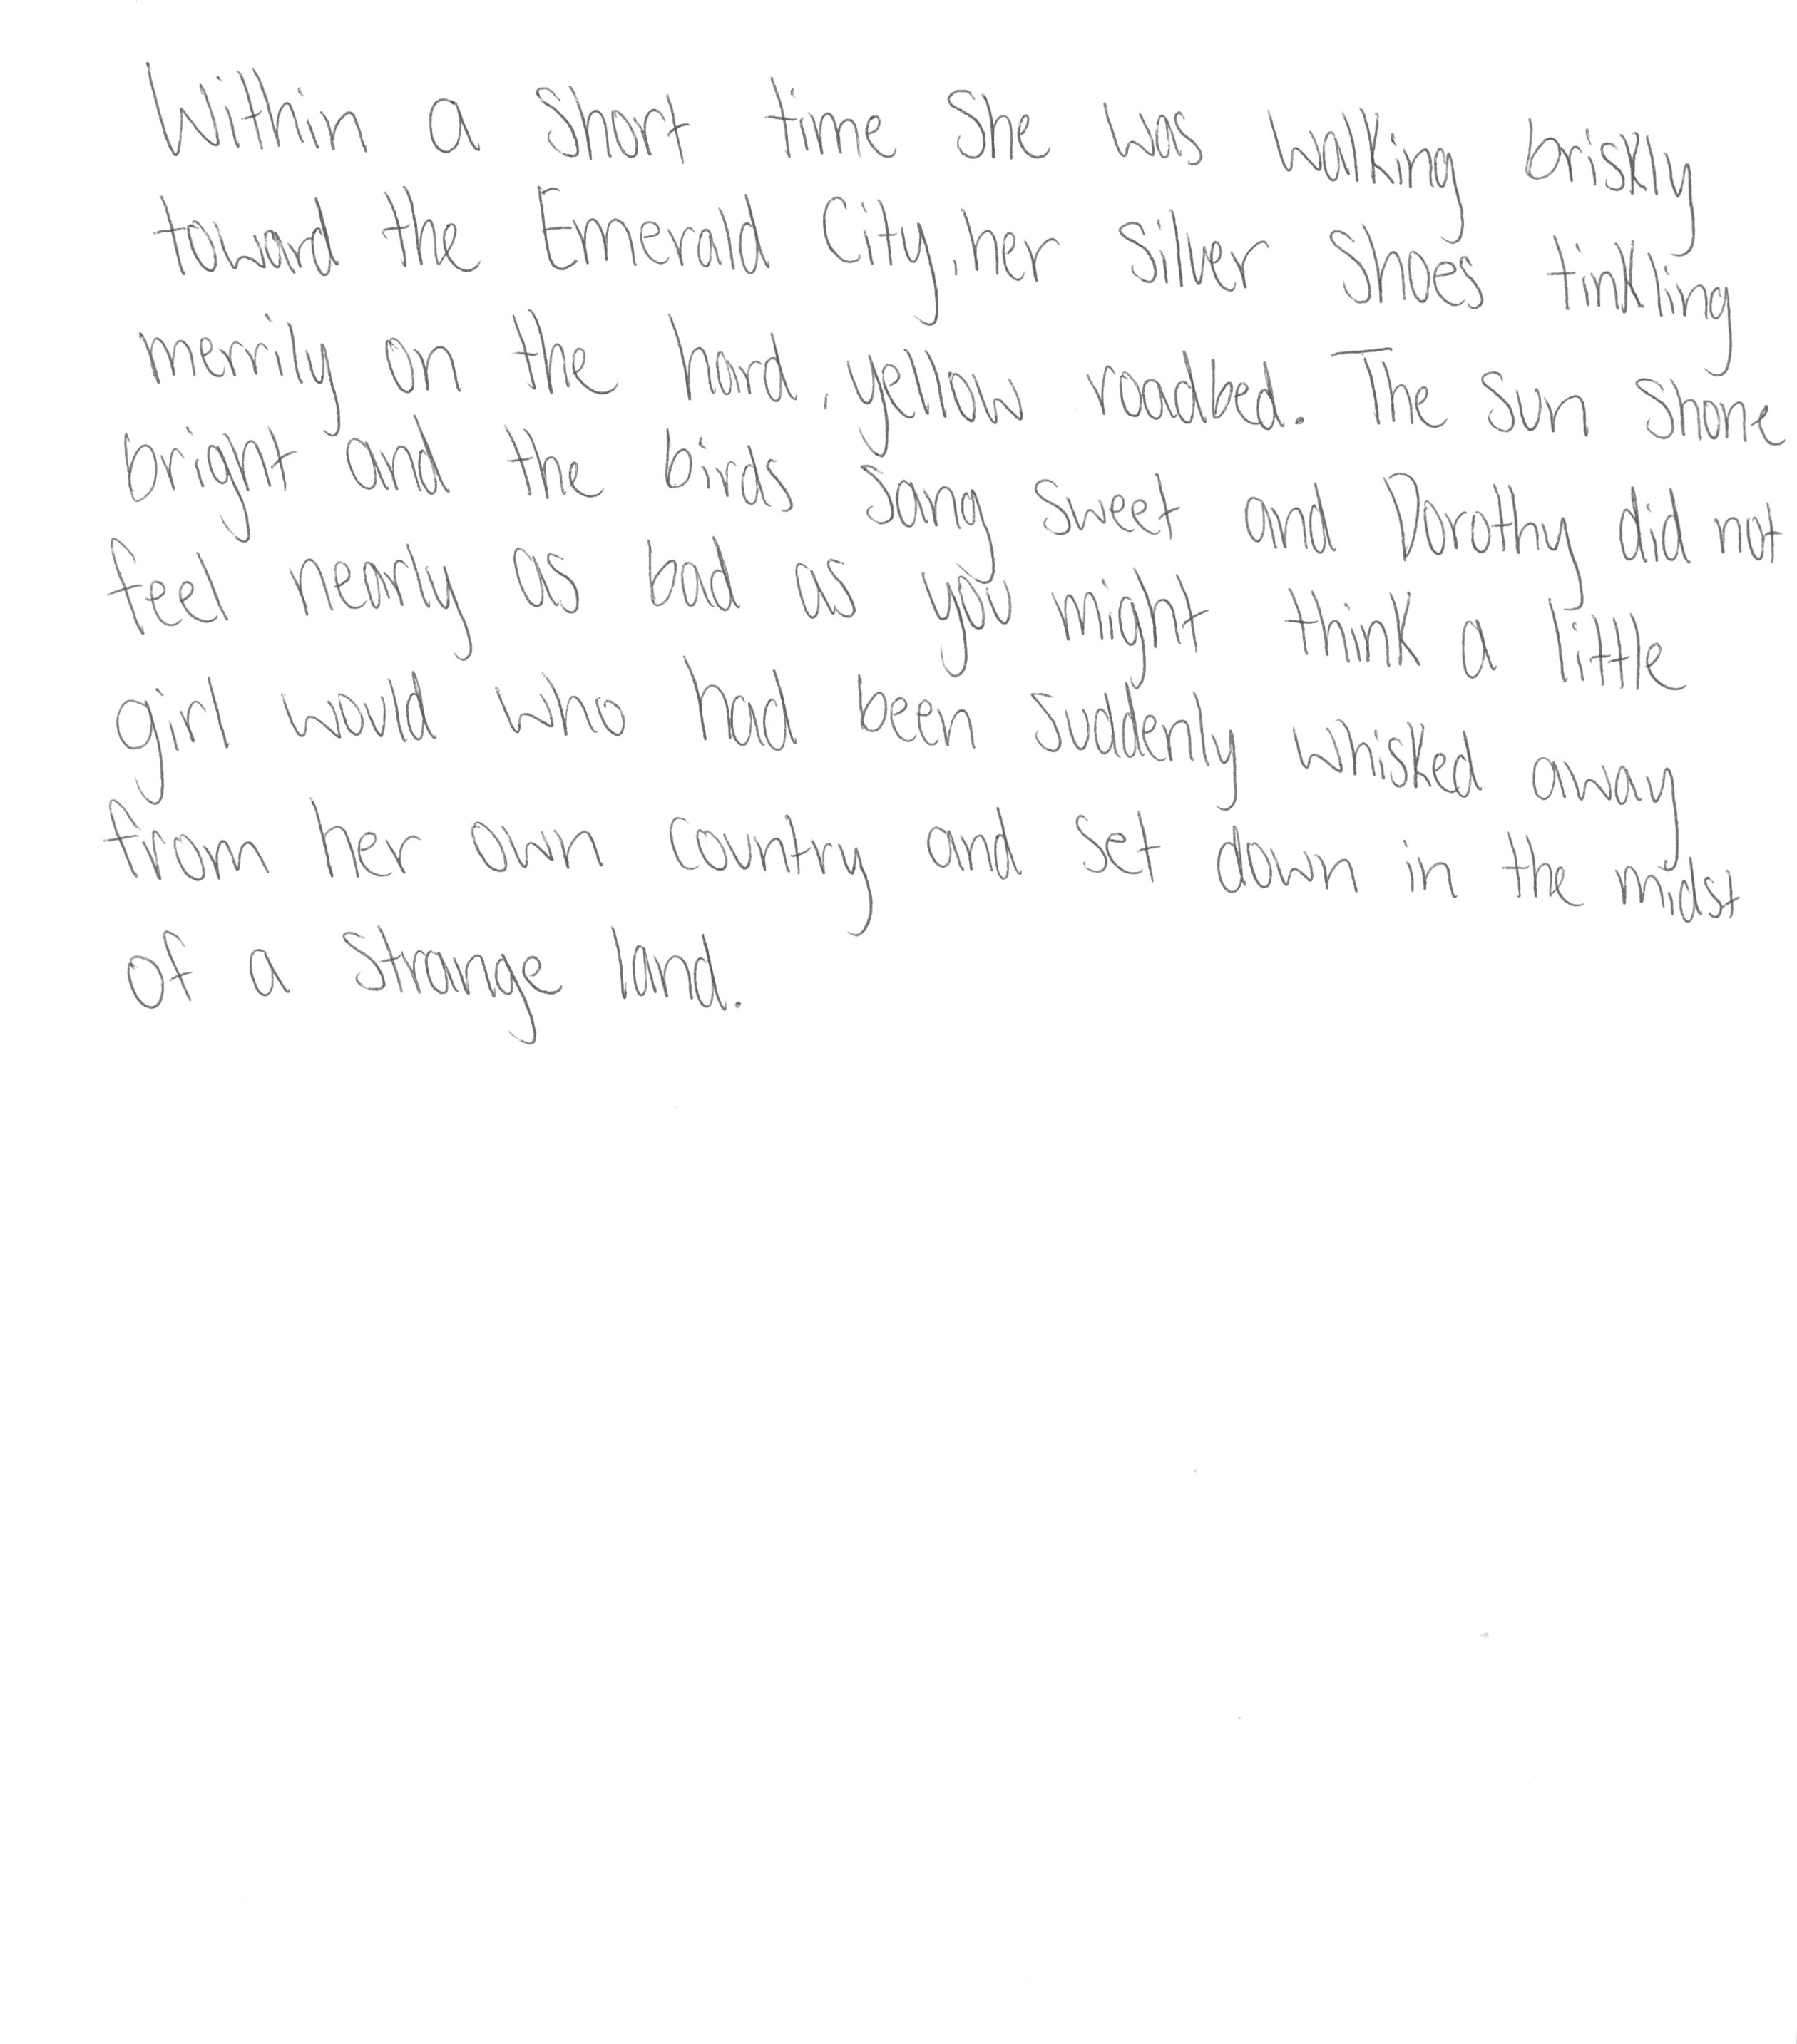 Within a short time she was walking briskly
toward the Emerald City, her silver shoes tinkling
merrily on the hard, yellow roadbed. The sun shone
bright and the birds sang sweet and Dorothy did not
feel nearly as bad as you might think a little
girl would who had been suddenly whisked away
from her own country and set down in the midst
of a strange land.